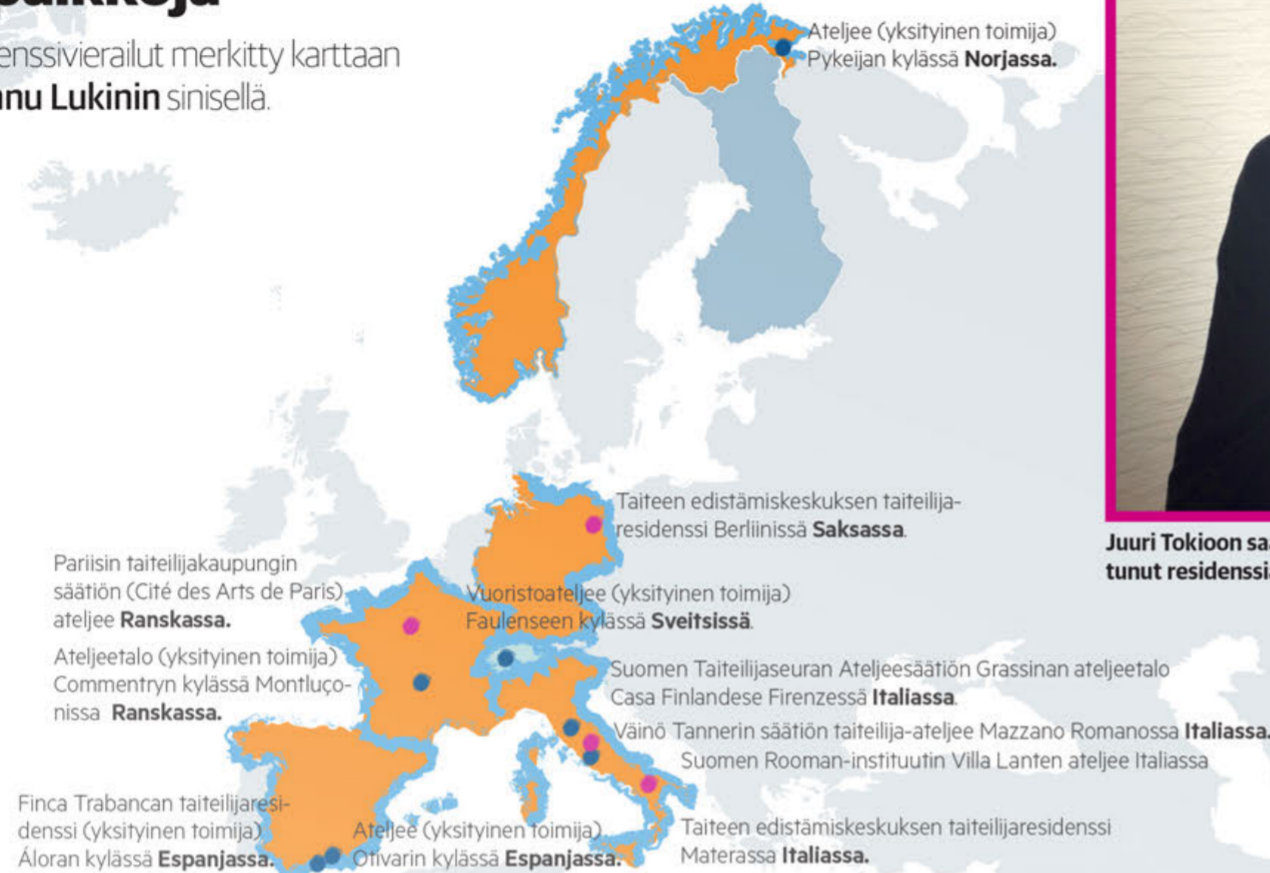 enssivierailut merkitty karttaan
nu Lukinin sinisellä.
Ateljee (yksityinen toimija)
Pykeijan kylässä Norjassa.
Taiteen edistämiskeskuksen taiteilija-
residenssi Berliinissä Saksassa.
Juuri Tokioon sa
tunut residenssi
Pariisin taiteilijakaupungin
säätiön (Cité des Arts de Paris)
ateljee Ranskassa.
Vuoristoateljee (yksityinen toimija)
Faulenseen kylässä Sveitsissä.
Ateljeetalo (yksityinen toimija)
Commentryn kylässä Montluço-
nissa Ranskassa.
Suomen Taiteilijaseuran Ateljeesäätiön Grassinan ateljeetalo
Casa Finlandese Firenzessä Italiassa.
Väinö Tannerin säätiön taiteilija-ateljee Mazzano Romanossa Italiassa.
Suomen Rooman-instituutin Villa Lanten ateljee Italiassa
Finca Trabancan taiteilijaresi-
denssi (yksityinen toimija)
Áloran kylässä Espanjassa.
Ateljee (yksityinen toimija)
Otivarin kylässä Espanjassa.
Taiteen edistämiskeskuksen taiteilijaresidenssi
Materassa Italiassa.